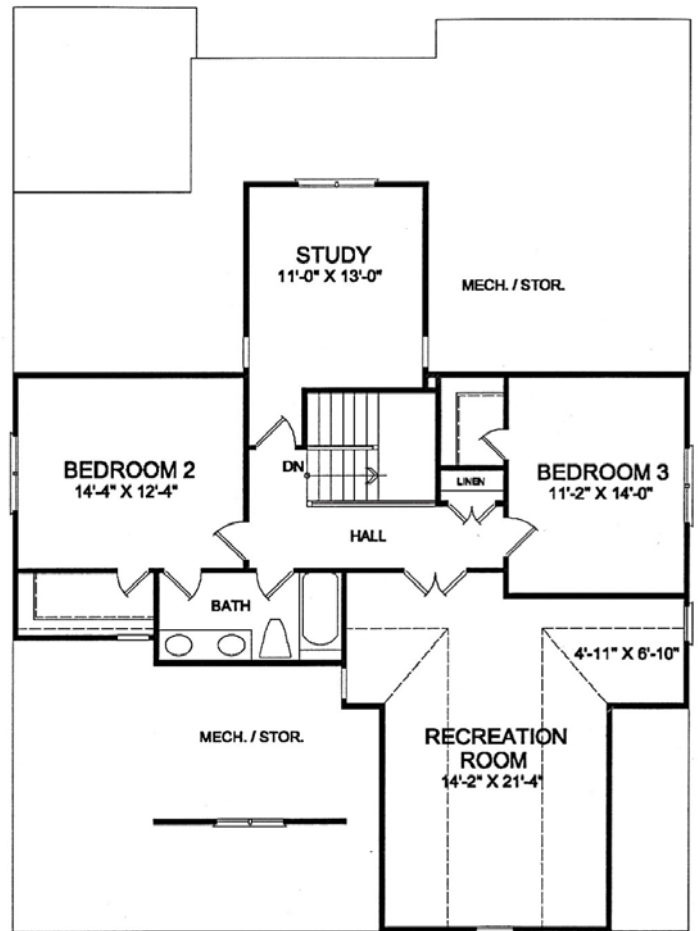 STUDY
11'-0" X 13'-0"
MECH. / STOR.
BEDROOM 2
14'-4" X 12'-4"
DN
LINEN
BEDROOM 3
11'-2" X 14'-0"
HALL
BATH
4'-11" X 6'-10"
MECH. / STOR.
RECREATION
ROOM
14'-2" X 21'-4"